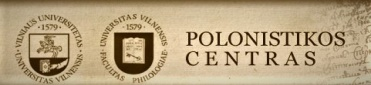 VILNIAUS UNIVERSITETAS
· 1579 ·
UNIVERSITAS VILNENSIS
UNIVERSITAS VILNENSIS
· 1579 ·
FACULTAS PHILOLOGIAE
POLONISTIKOS
CENTRAS